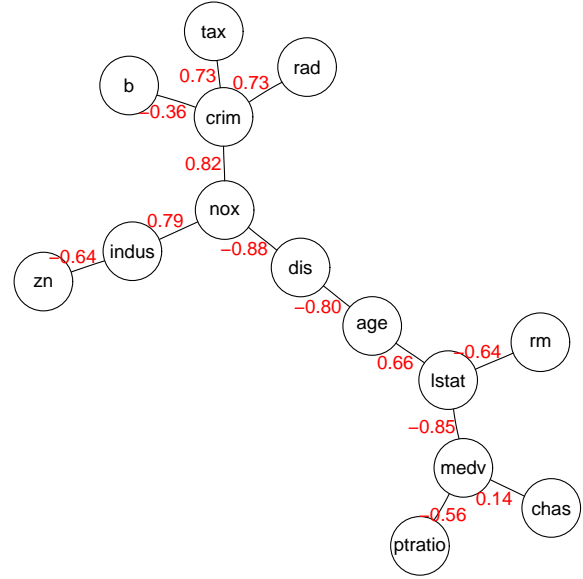 tax
rad
b
0.73
0.73
−0.36
crim
0.82
nox
0.79
indus
−0.88
−0.64
zn
dis
−0.80
age
rm
0.66
−0.64
lstat
−0.85
medv
0.14
chas
−0.56
ptratio